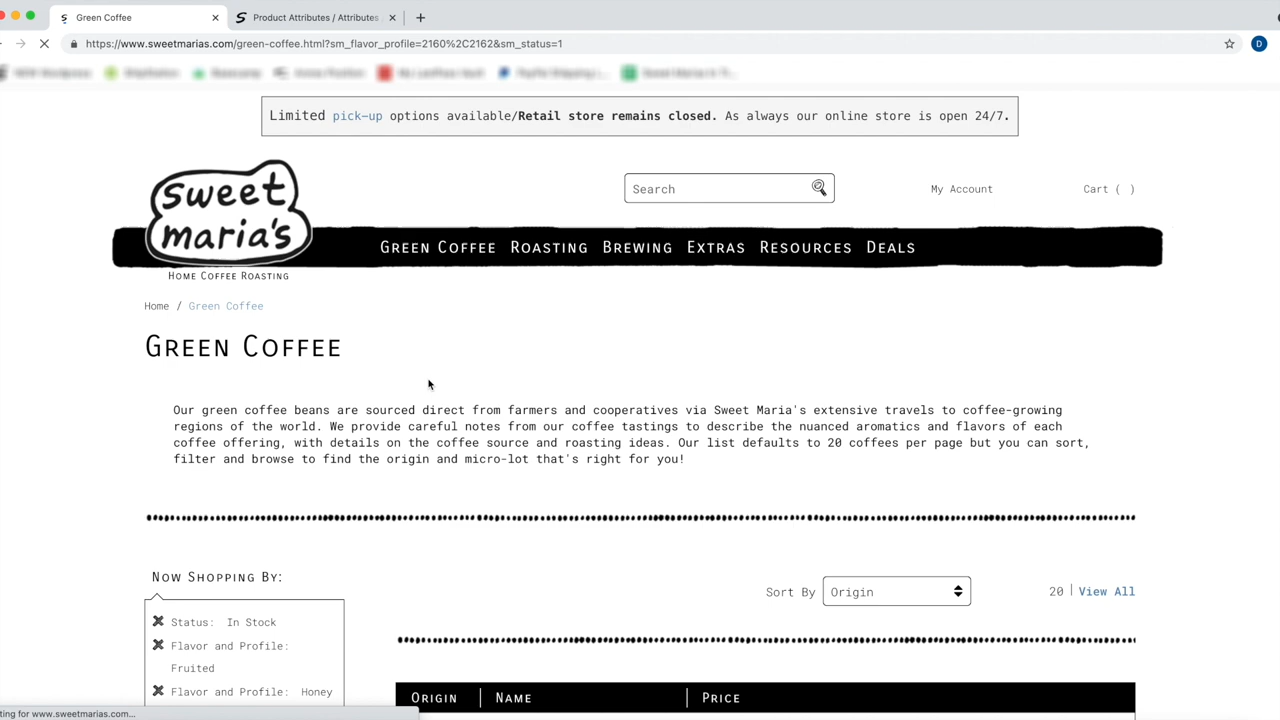 Green Coffee
Product Attributes / Attributes
https://www.sweetmarias.com/green-coffee.html?sm_flavor_profile=2160%2C2162&sm_status=1
D
Limited pick-up options available/Retail store remains closed. As always our online store is open 24/7.
sweet
maria's
Home Coffee Roasting
Search
My Account
Cart ( )
Green Coffee Roasting Brewing Extras Resources Deals
Home / Green Coffee
Green Coffee
Our green coffee beans are sourced direct from farmers and cooperatives via Sweet Maria's extensive travels to coffee-growing
regions of the world. We provide careful notes from our coffee tastings to describe the nuanced aromatics and flavors of each
coffee offering, with details on the coffee source and roasting ideas. Our list defaults to 20 coffees per page but you can sort,
filter and browse to find the origin and micro-lot that's right for you!
Now Shopping By:
Status: In Stock
Flavor and Profile:
Fruited
Flavor and Profile: Honey
Sort By Origin
20 | View All
Origin | Name | Price
ting for www.sweetmarias.com...